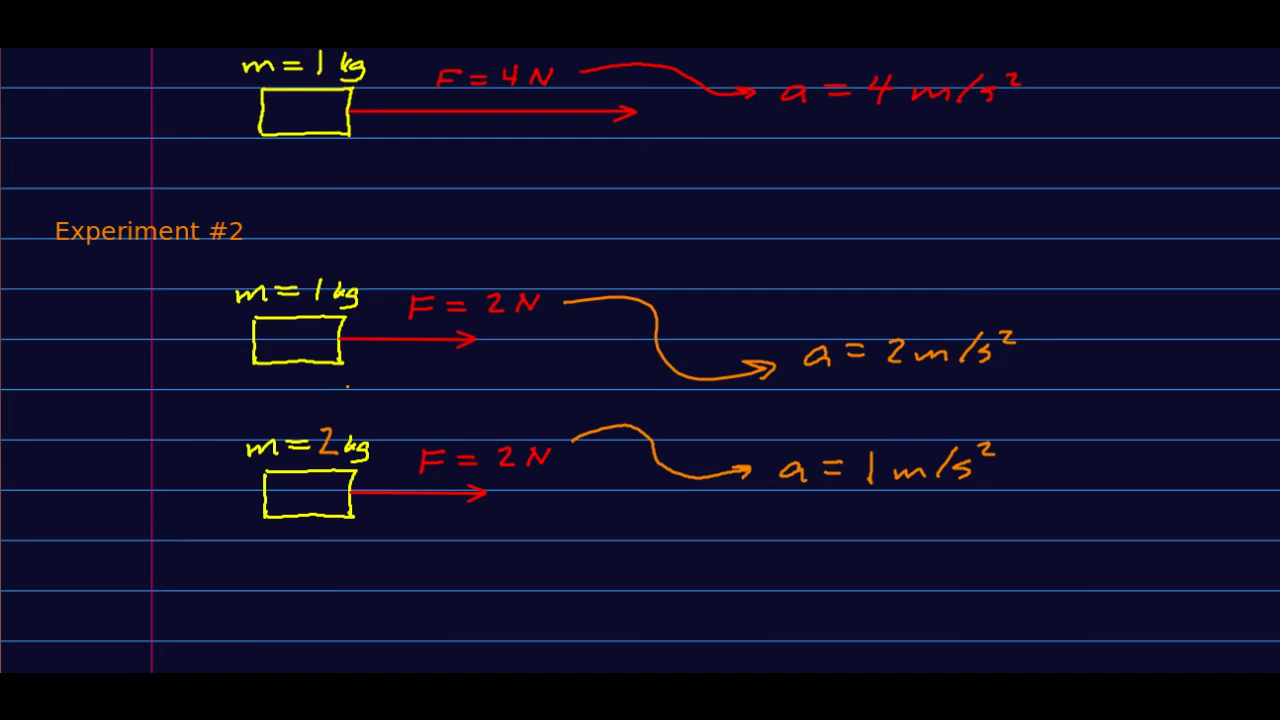 m = 1 kg
F = 4 N
a = 4 m/s²
Experiment #2
m = 1 kg
F = 2 N
a = 2 m/s²
m = 2 kg
F = 2 N
a = 1 m/s²